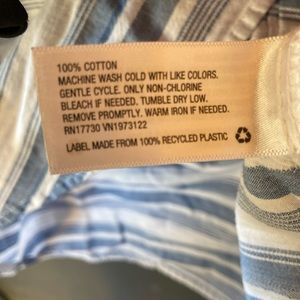 100% COTTON
MACHINE WASH COLD WITH LIKE COLORS.
GENTLE CYCLE. ONLY NON-CHLORINE
BLEACH IF NEEDED. TUMBLE DRY LOW.
REMOVE PROMPTLY. WARM IRON IF NEEDED.
RN17730 VN1973122
LABEL MADE FROM 100% RECYCLED PLASTIC